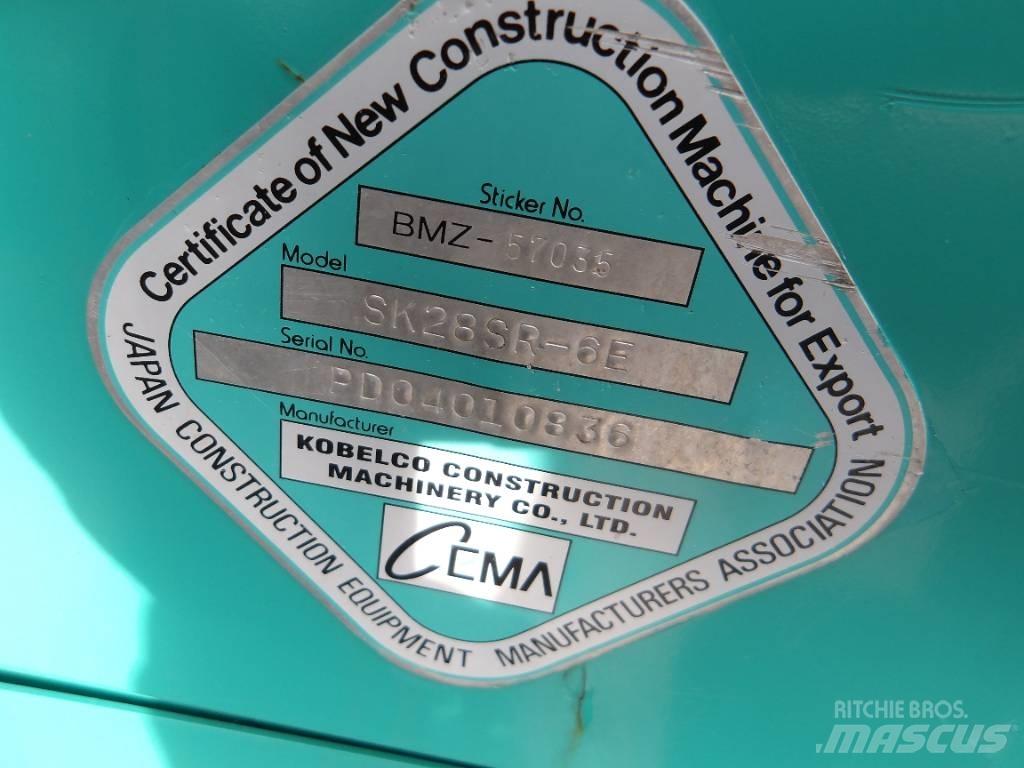 Certificate of New Construction Machine for Export
Sticker No.
BMZ-57035
Model
SK28SR-6E
Serial No.
PD04010836
Manufacturer
KOBELCO CONSTRUCTION
MACHINERY CO., LTD.
CEMA
JAPAN CONSTRUCTION EQUIPMENT MANUFACTURERS ASSOCIATION
RITCHIE BROS.
MASCUS